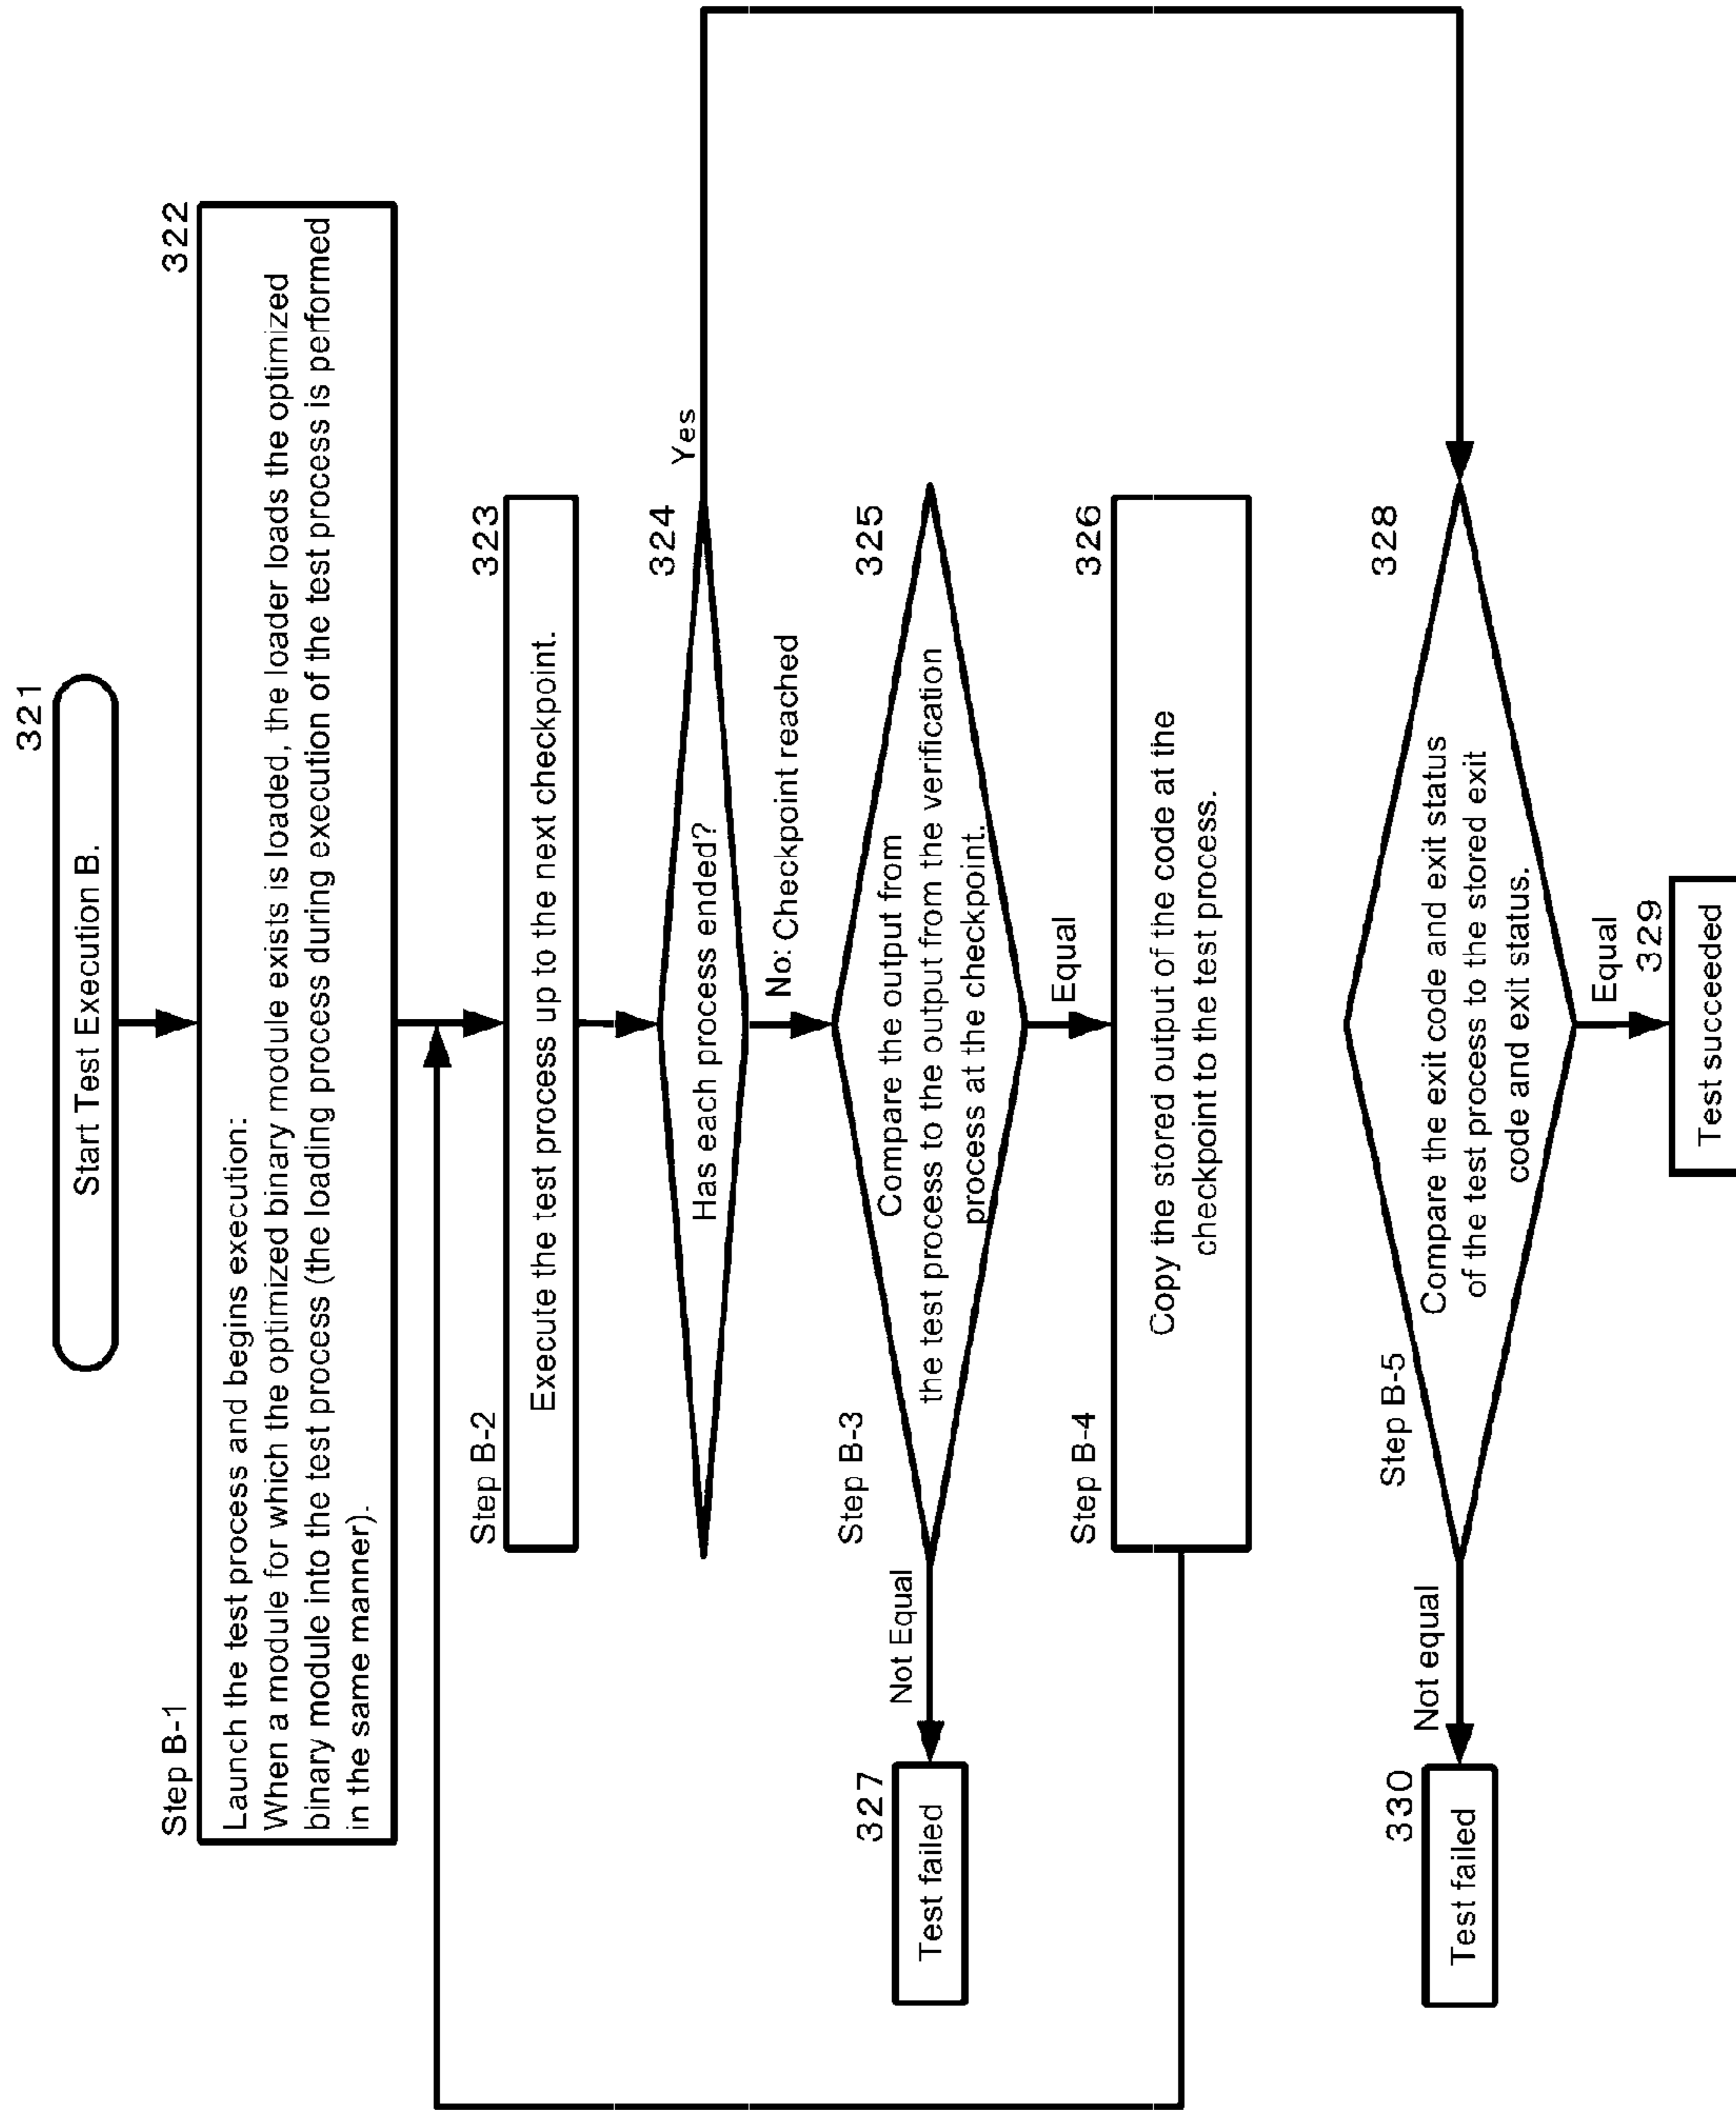 321
Start Test Execution B.
Step B-1
322
Launch the test process and begins execution:
When a module for which the optimized binary module exists is loaded, the loader loads the optimized
binary module into the test process (the loading process during execution of the test process is performed
in the same manner).
Step B-2
323
Execute the test process up to the next checkpoint.
324
Has each process ended?
Yes
No: Checkpoint reached
Step B-3
325
Compare the output from
the test process to the output from the verification
process at the checkpoint.
Not Equal
Equal
327
Test failed
Step B-4
326
Copy the stored output of the code at the
checkpoint to the test process.
Step B-5
328
Compare the exit code and exit status
of the test process to the stored exit
code and exit status.
Not equal
Equal
330
Test failed
329
Test succeeded